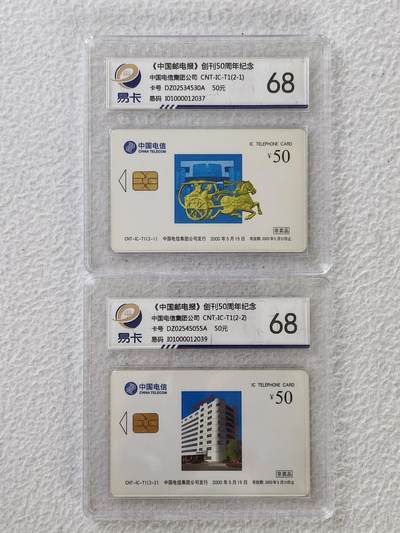 《中国邮电报》创刊50周年纪念
中国电信集团公司 CNT-IC-T1(2-1)
卡号 DZ02534530A 50元
易码 I01000012037
易卡
68
中国电信
CHINA TELECOM
IC TELEPHONE CARD
¥50
非卖品
CNT-IC-T1(2-1) 中国电信集团公司发行 2000年5月15日
《中国邮电报》创刊50周年纪念
中国电信集团公司 CNT-IC-T1(2-2)
卡号 DZ02545055A 50元
易码 I01000012039
易卡
68
中国电信
CHINA TELECOM
IC TELEPHONE CARD
¥50
非卖品
CNT-IC-T1(2-2) 中国电信集团公司发行 2000年5月15日